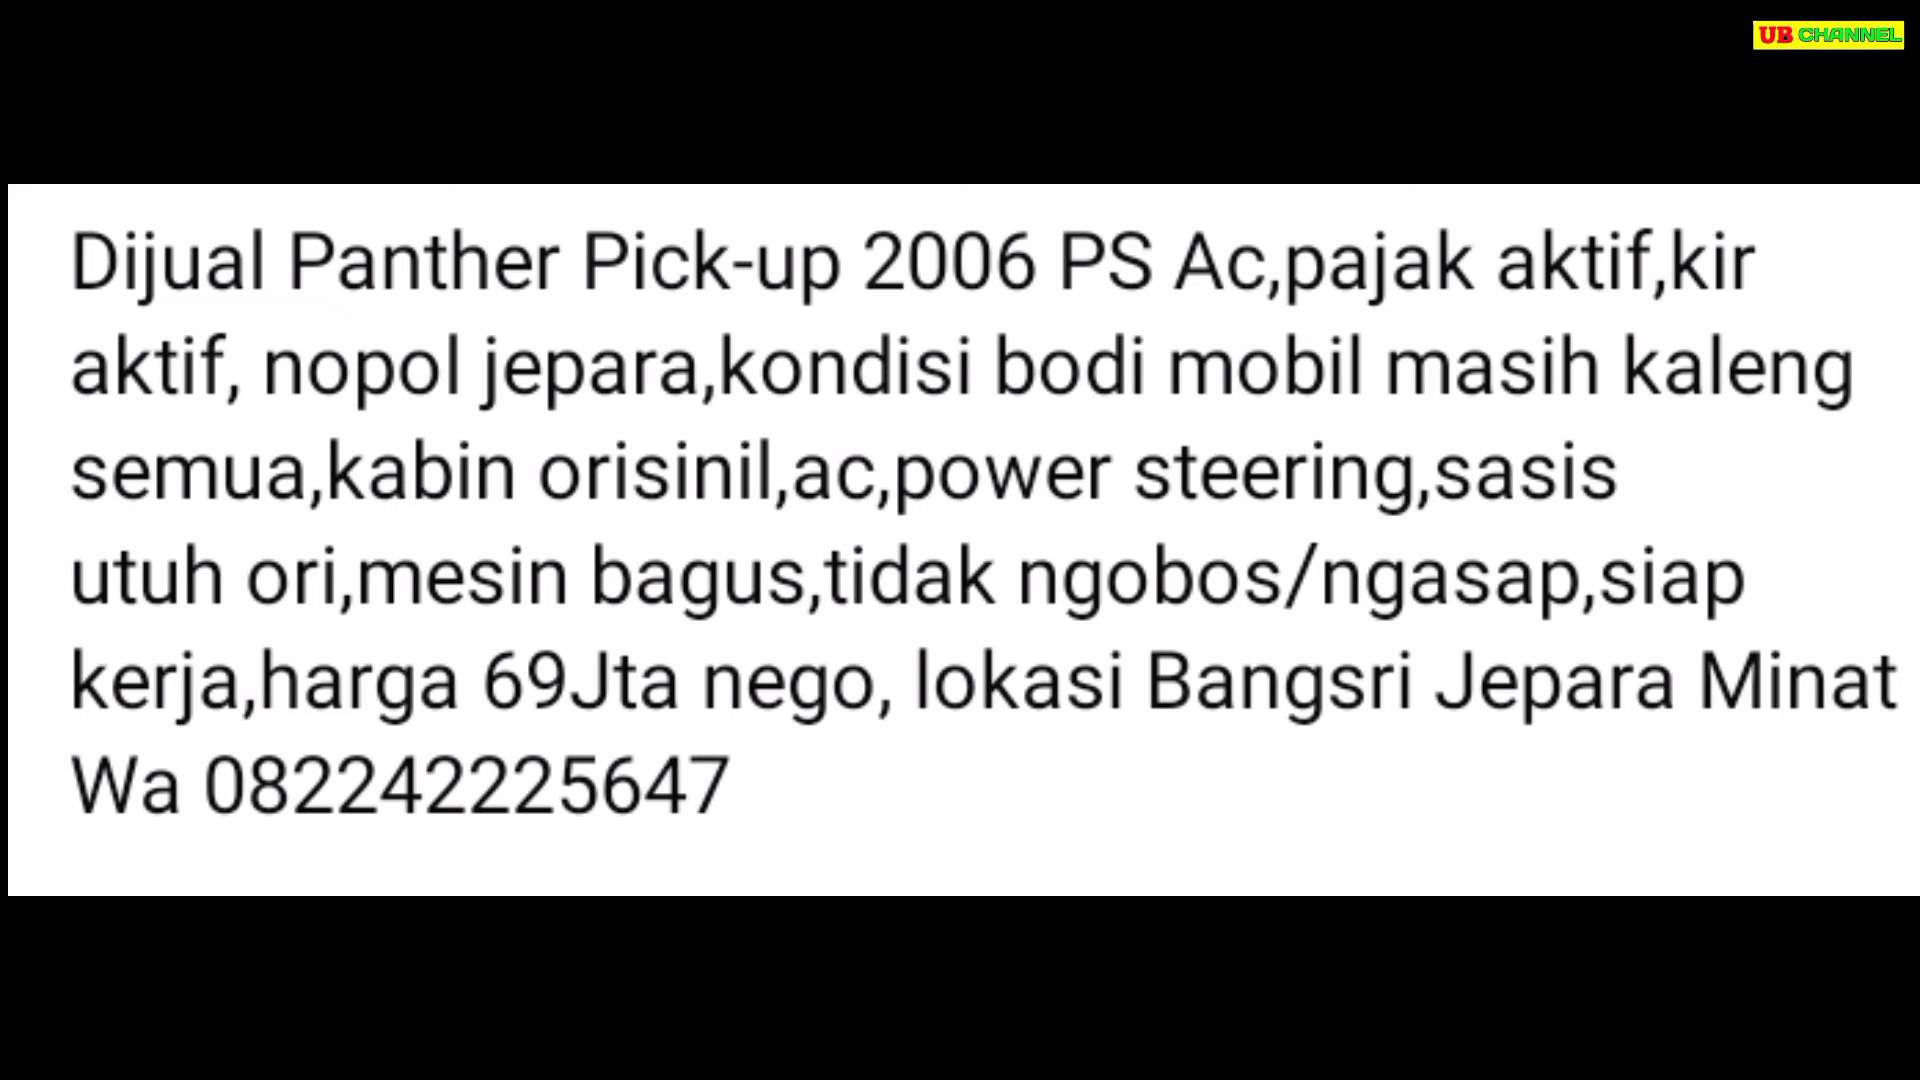 UB CHANNEL
Dijual Panther Pick-up 2006 PS Ac,pajak aktif,kir
aktif, nopol jepara,kondisi bodi mobil masih kaleng
semua,kabin orisinil,ac,power steering,sasis
utuh ori,mesin bagus,tidak ngobos/ngasap,siap
kerja,harga 69Jta nego, lokasi Bangsri Jepara Minat
Wa 082242225647